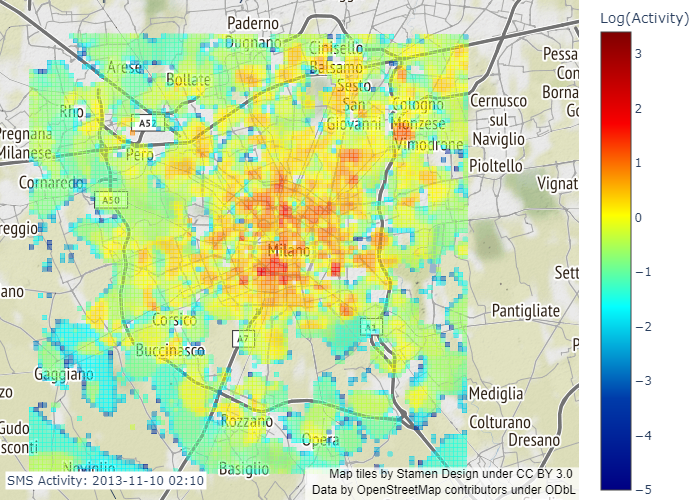 Log(Activity)
Paderno
Dugnano
Cinisello
Balsamo
Arese
Bollate
Sesto
San
Giovanni
Cologno
Monzese
Vimodrone
Cernusco
sul
Naviglio
Pioltello
Pessa
Con
Borna
Go
Vignat
Rho
A52
Pregnana
Milanese
Pero
Cornaredo
A50
reggio
Milano
Sett
ano
Corsico
A7
A1
Buccinasco
Pantigliate
P
Gaggiano
zo
Mediglia
Rozzano
Colturano
Dresano
Gudo
sconti
Opera
Noviglio
Basiglio
3
2
1
0
−1
−2
−3
−4
−5
SMS Activity: 2013-11-10 02:10
Map tiles by Stamen Design under CC BY 3.0
Data by OpenStreetMap contributors under ODbL